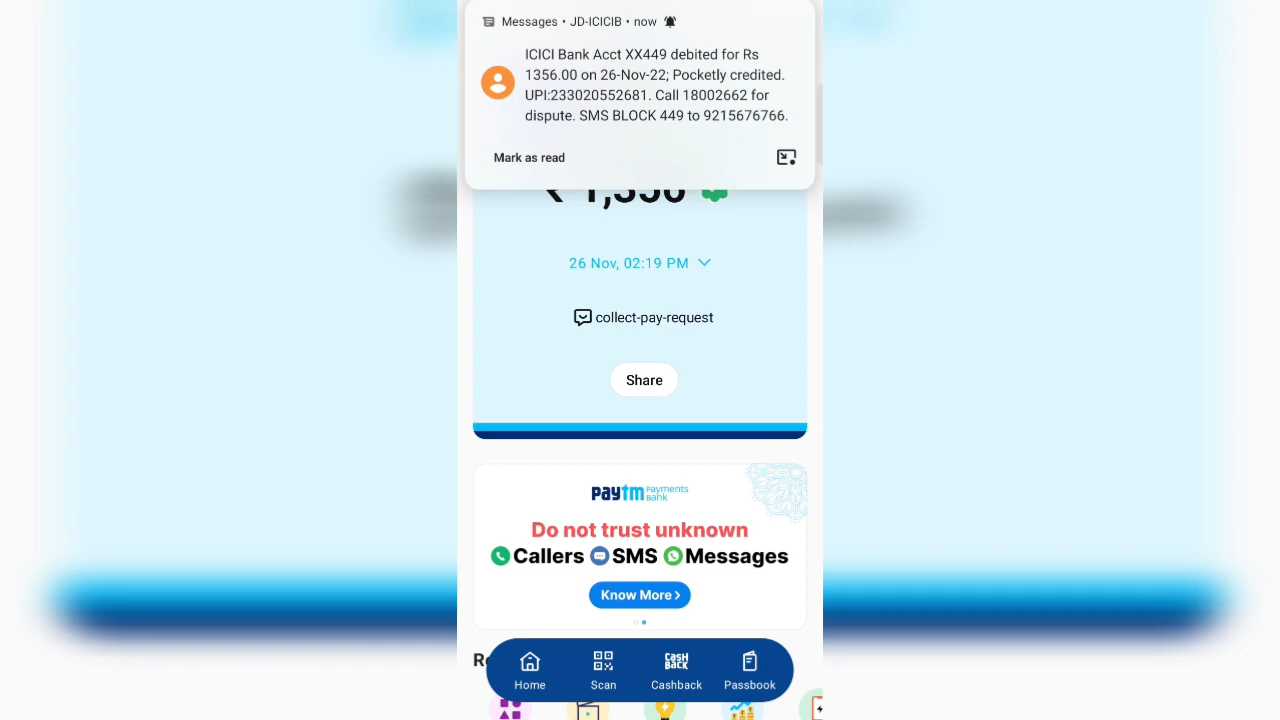 Messages • JD-ICICIB • now
ICICI Bank Acct XX449 debited for Rs
1356.00 on 26-Nov-22; Pocketly credited.
UPI:233020552681. Call 18002662 for
dispute. SMS BLOCK 449 to 9215676766.
Mark as read
₹ 1,356
26 Nov, 02:19 PM
collect-pay-request
Share
paytm Payments
Bank
Do not trust unknown
Callers SMS Messages
Know More >
CASH
BACK
Home Scan Cashback Passbook